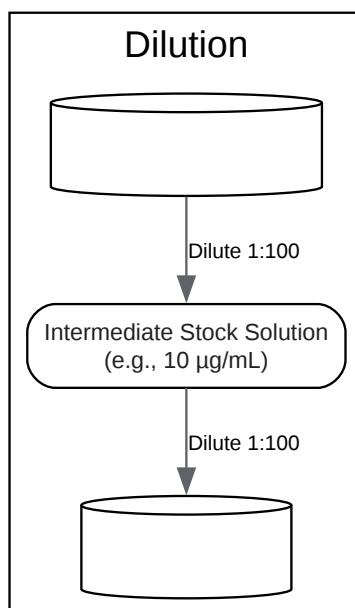 Dilution
Dilute 1:100
Intermediate Stock Solution
(e.g., 10 µg/mL)
Dilute 1:100